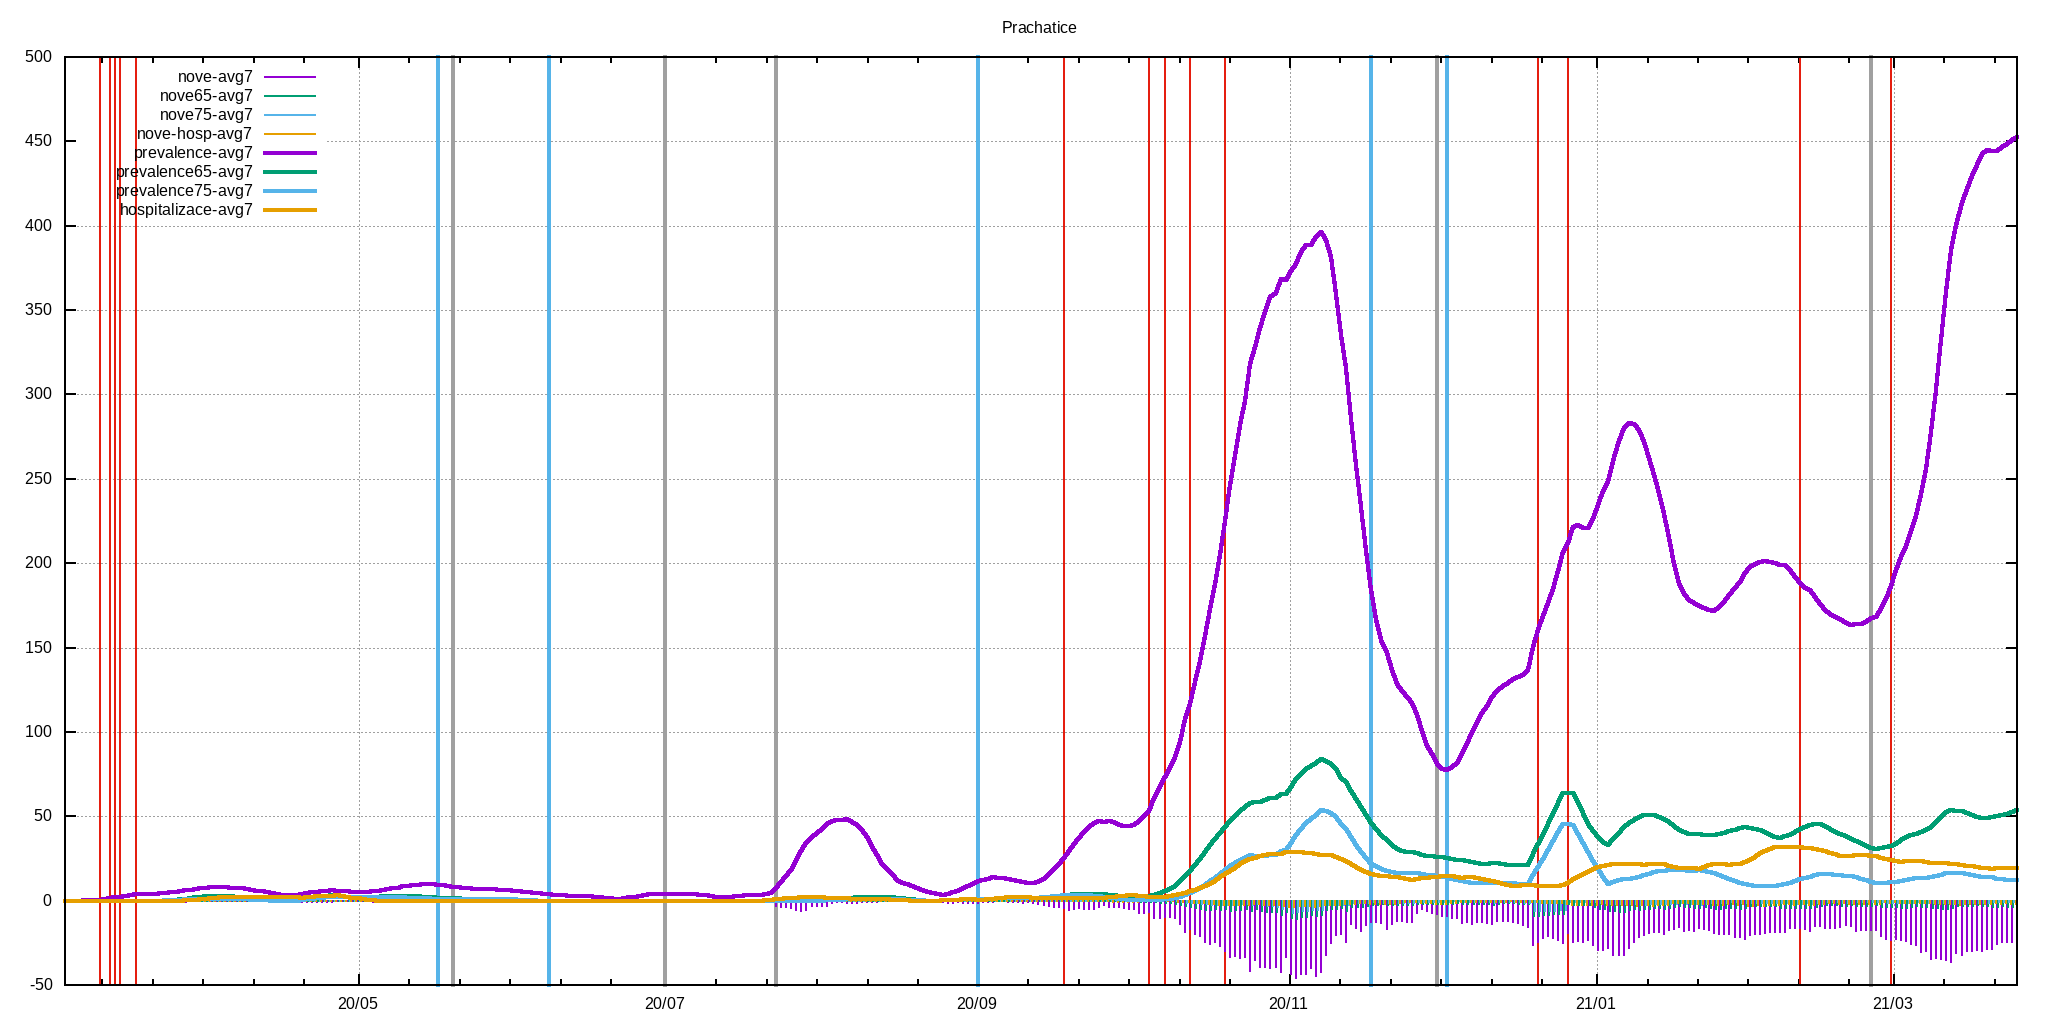 Prachatice
500
450
400
350
300
250
200
150
100
50
0
-50
nove-avg7
nove65-avg7
nove75-avg7
nove-hosp-avg7
prevalence-avg7
prevalence65-avg7
prevalence75-avg7
hospitalizace-avg7
20/05 20/07 20/09 20/11 21/01 21/03